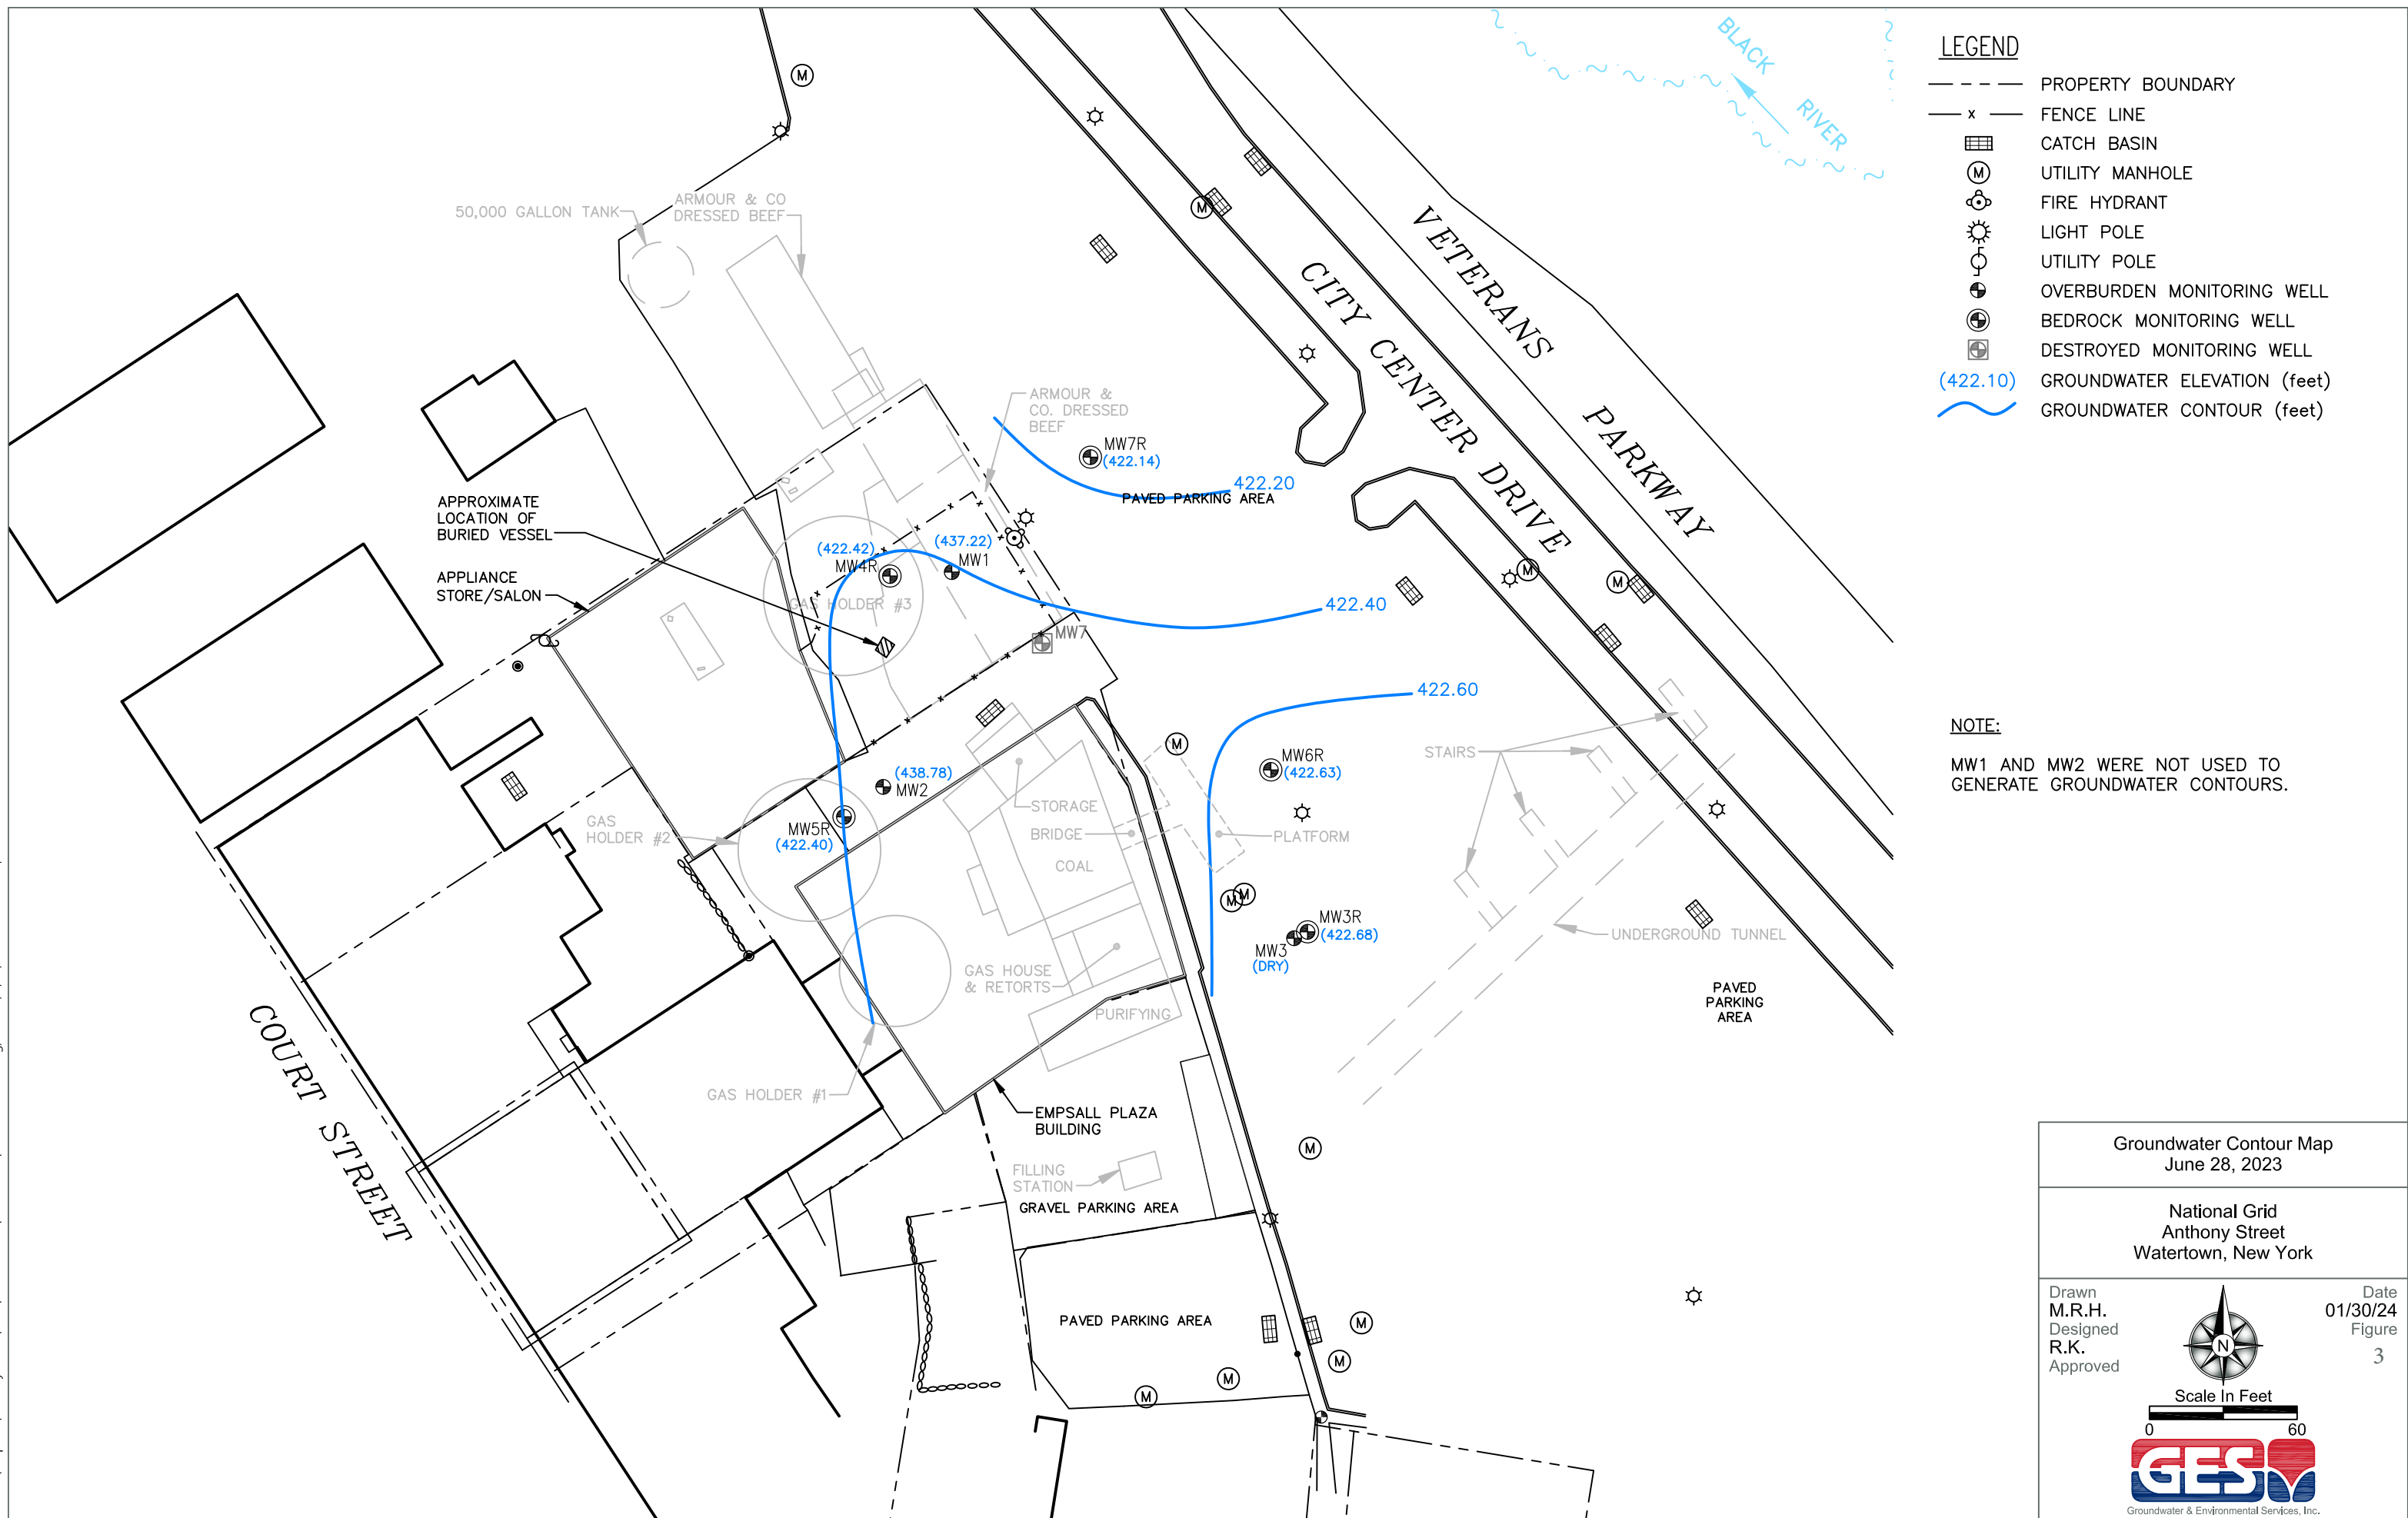 LEGEND
PROPERTY BOUNDARY
x FENCE LINE
CATCH BASIN
M UTILITY MANHOLE
FIRE HYDRANT
LIGHT POLE
UTILITY POLE
OVERBURDEN MONITORING WELL
BEDROCK MONITORING WELL
DESTROYED MONITORING WELL
(422.10) GROUNDWATER ELEVATION (feet)
GROUNDWATER CONTOUR (feet)
NOTE:
MW1 AND MW2 WERE NOT USED TO
GENERATE GROUNDWATER CONTOURS.
BLACK
RIVER
VETERANS
PARKWAY
CITY CENTER DRIVE
COURT STREET
M
M
M
M
M
M
M
M
M
M
M
M
M
50,000 GALLON TANK
ARMOUR & CO
DRESSED BEEF
ARMOUR &
CO. DRESSED
BEEF
MW7R
(422.14)
422.20
PAVED PARKING AREA
APPROXIMATE
LOCATION OF
BURIED VESSEL
APPLIANCE
STORE/SALON
(422.42)
MW4R
(437.22)
MW1
GAS HOLDER #3
422.40
MW7
422.60
MW6R
(422.63)
STAIRS
(438.78)
MW2
MW5R
(422.40)
GAS
HOLDER #2
STORAGE
BRIDGE
PLATFORM
COAL
MW3R
(422.68)
MW3
(DRY)
UNDERGROUND TUNNEL
GAS HOUSE
& RETORTS
PURIFYING
PAVED
PARKING
AREA
GAS HOLDER #1
EMPSALL PLAZA
BUILDING
FILLING
STATION
GRAVEL PARKING AREA
PAVED PARKING AREA
Groundwater Contour Map
June 28, 2023
National Grid
Anthony Street
Watertown, New York
Drawn
M.R.H.
Designed
R.K.
Approved
Date
01/30/24
Figure
3
N
Scale In Feet
0 60
GES
Groundwater & Environmental Services, Inc.